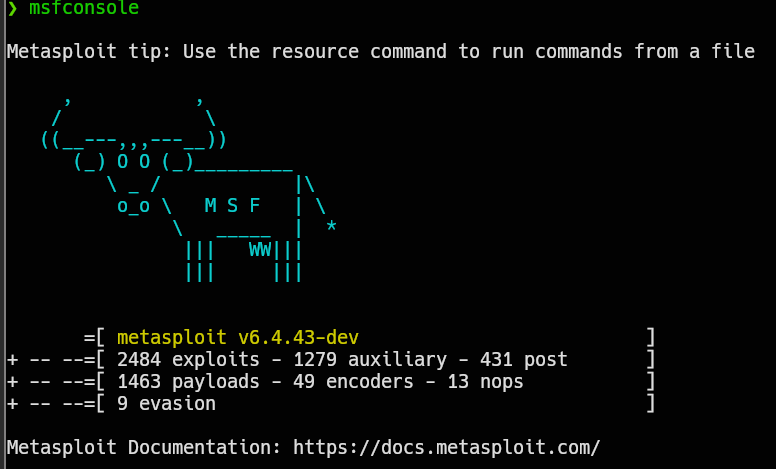 ❯ msfconsole
Metasploit tip: Use the resource command to run commands from a file
     ,           ,
    /             \
   ((__---,,,---__))
      (_) O O (_)_________
         \ _ /            |\
          o_o \   M S F   | \
               \   _____  |  *
                |||   WW|||
                |||     |||
       =[ metasploit v6.4.43-dev                          ]
+ -- --=[ 2484 exploits - 1279 auxiliary - 431 post       ]
+ -- --=[ 1463 payloads - 49 encoders - 13 nops           ]
+ -- --=[ 9 evasion                                       ]
Metasploit Documentation: https://docs.metasploit.com/